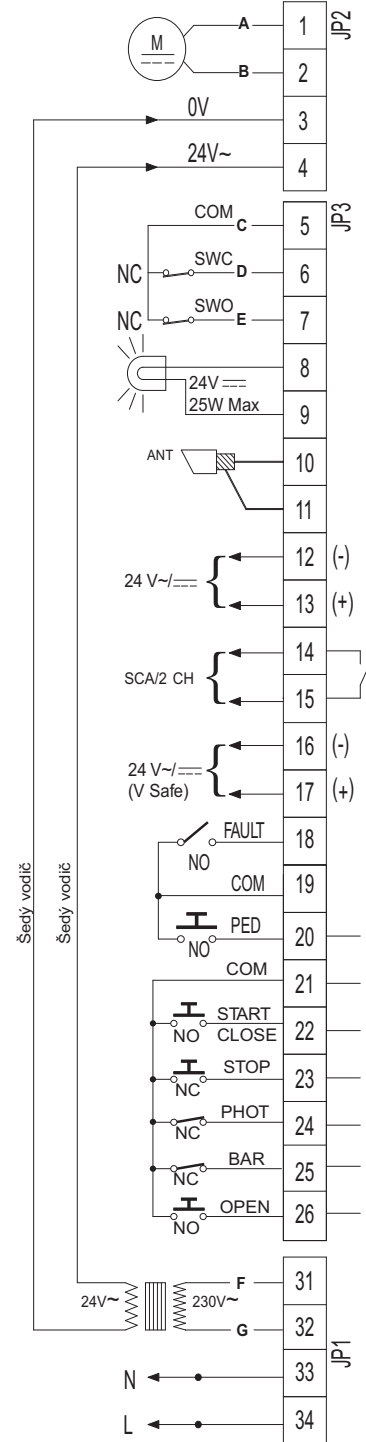 M
A
1
JP2
B
2
0V
3
24V~
4
COM
C
5
JP3
NC
SWC
D
6
NC
SWO
E
7
8
24V
25W Max
9
ANT
10
11
24 V~/
12
(-)
13
(+)
SCA/2 CH
14
15
24 V~/
(V Safe)
16
(-)
17
(+)
Šedý vodič
Šedý vodič
FAULT
NO
18
COM
19
PED
NO
20
COM
21
START
CLOSE
NO
22
STOP
NC
23
PHOT
NC
24
BAR
NC
25
OPEN
NO
26
24V~
230V~
F
31
G
32
JP1
N
33
L
34